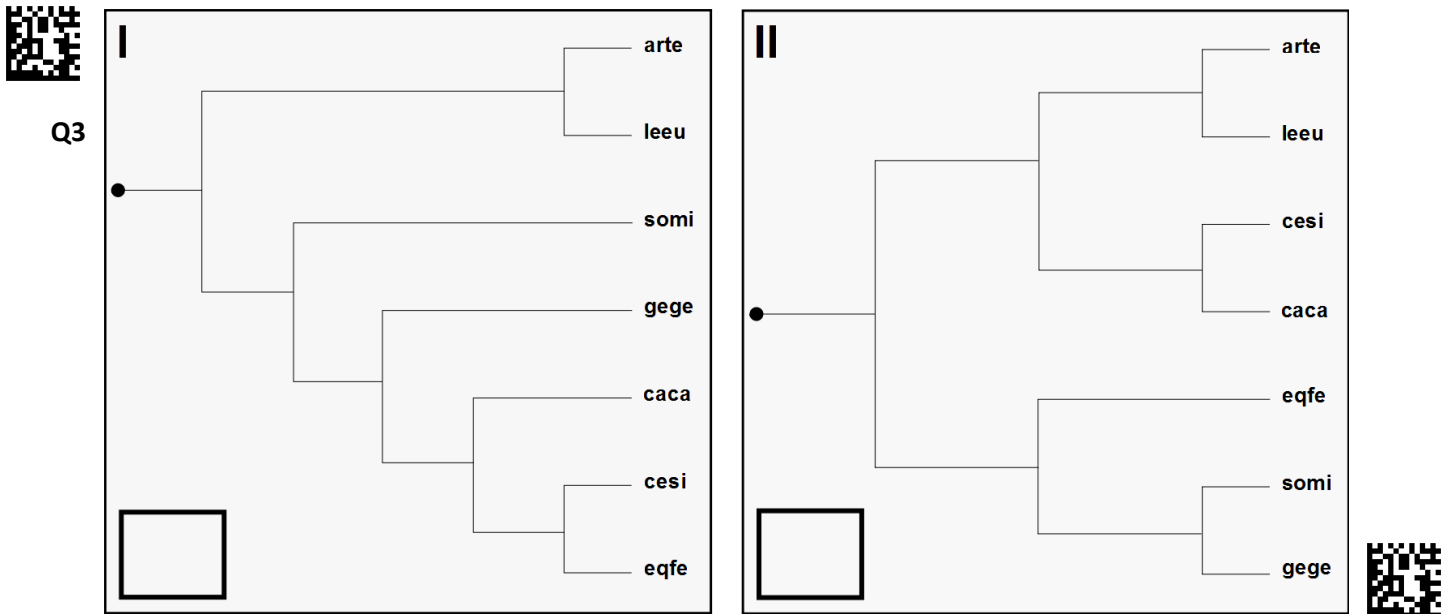 Q3
I
arte
leeu
somi
gege
caca
cesi
eqfe
II
arte
leeu
cesi
caca
eqfe
somi
gege